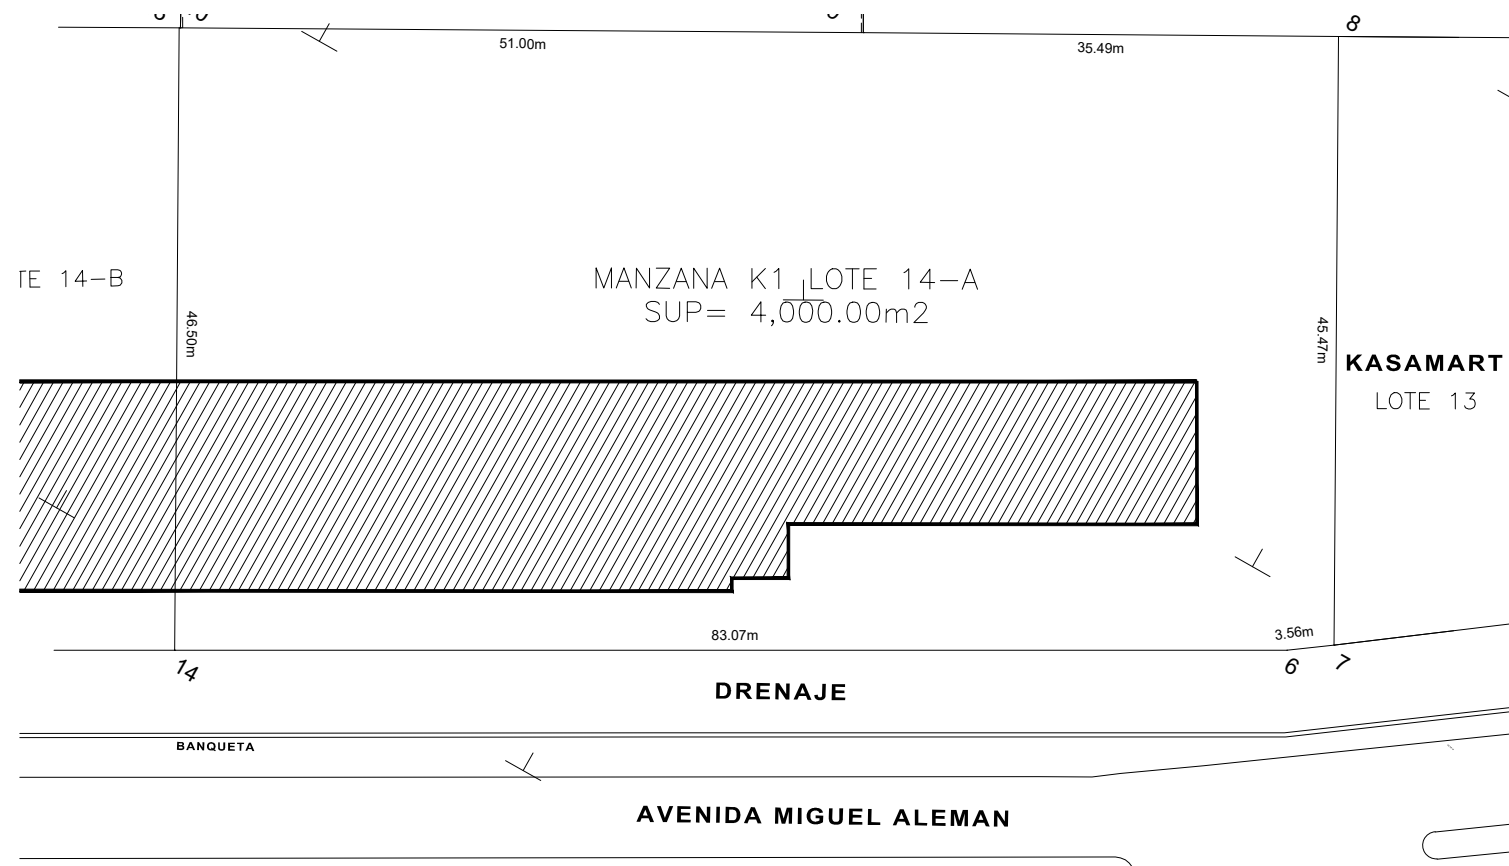 8
51.00m
35.49m
TE 14-B
MANZANA K1 LOTE 14-A
SUP= 4,000.00m2
46.50m
45.47m
KASAMART
LOTE 13
83.07m
3.56m
14
6
7
DRENAJE
BANQUETA
AVENIDA MIGUEL ALEMAN